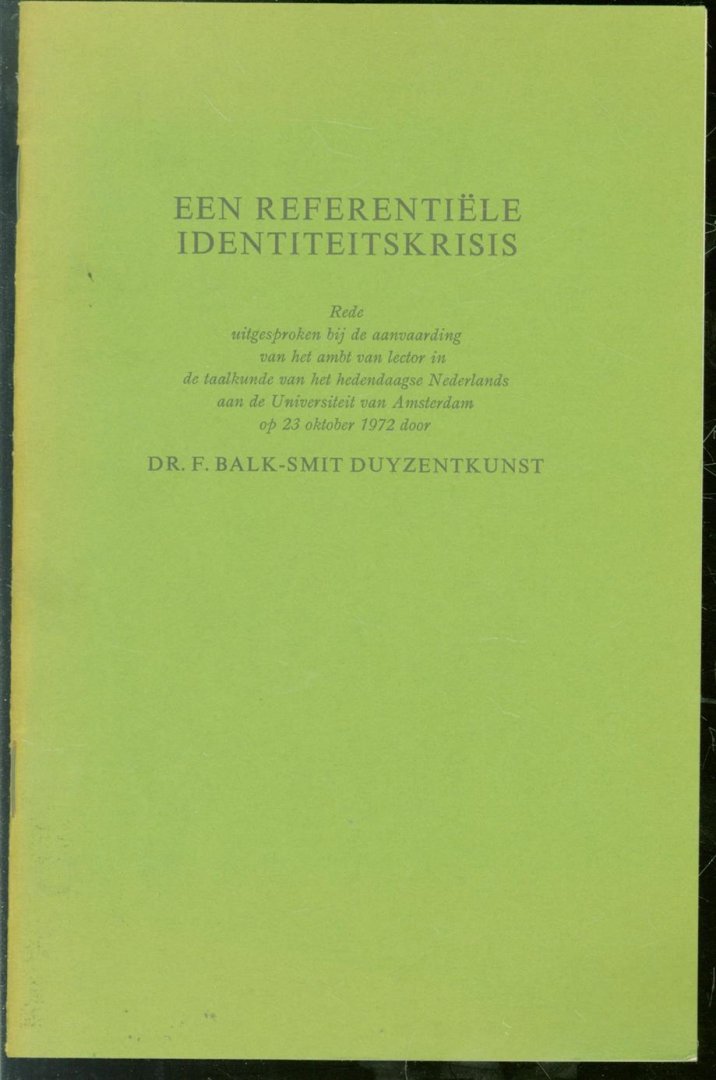 EEN REFERENTIËLE
IDENTITEITSKRISIS
Rede
uitgesproken bij de aanvaarding
van het ambt van lector in
de taalkunde van het hedendaagse Nederlands
aan de Universiteit van Amsterdam
op 23 oktober 1972 door
DR. F. BALK-SMIT DUYZENTKUNST